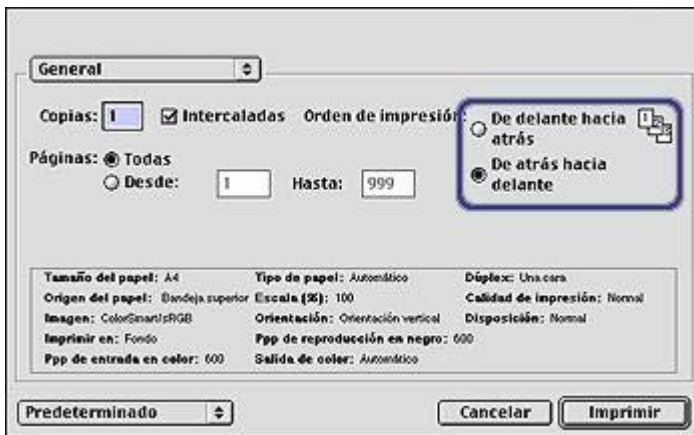 General
Copias: 1 Intercaladas Orden de impresión:
De delante hacia
atrás
1 2 3
De atrás hacia
delante
Páginas: Todas
Desde: 1 Hasta: 999
Tamaño del papel: A4 Tipo de papel: Automático Dúplex: Una cara
Origen del papel: Bandeja superior Escala (%): 100 Calidad de impresión: Normal
Imagen: ColorSmart/sRGB Orientación: Orientación vertical Disposición: Normal
Imprimir en: Fondo Ppp de reproducción en negro: 600
Ppp de entrada en color: 600 Salida de color: Automático
Predeterminado Cancelar Imprimir